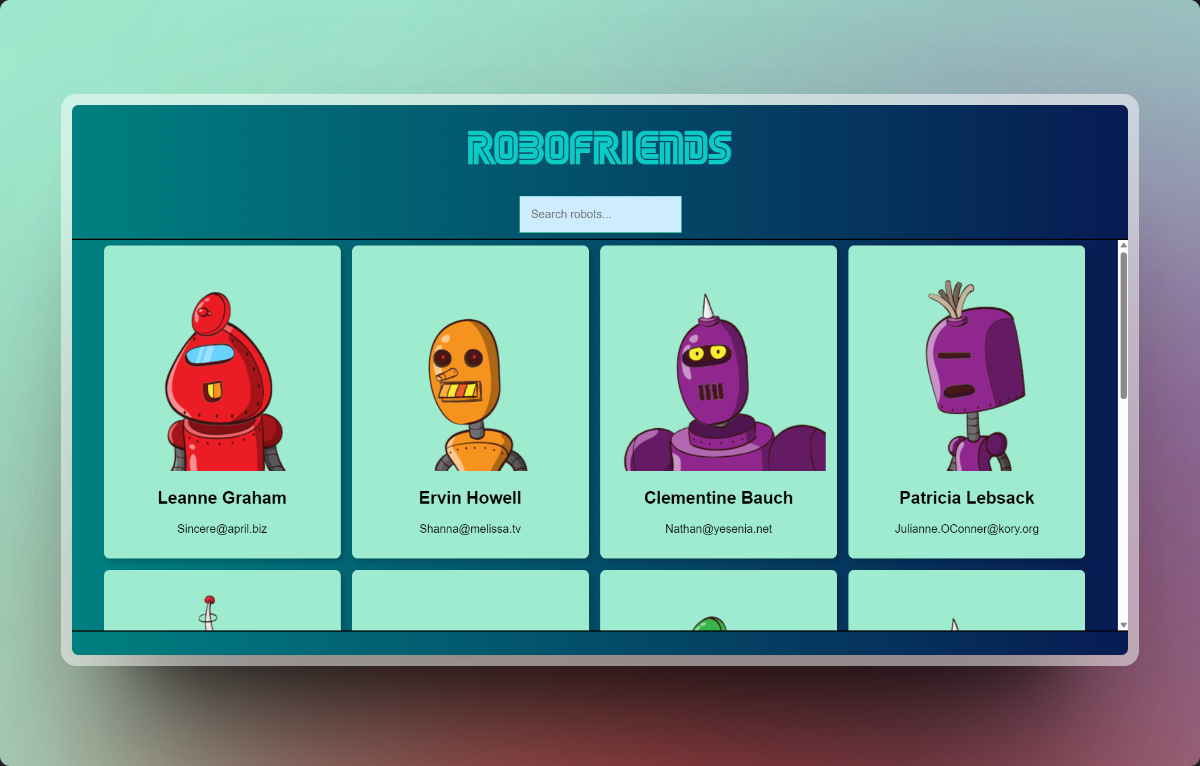 ROBOFRIENDS
Search robots...
Leanne Graham
Sincere@april.biz
Ervin Howell
Shanna@melissa.tv
Clementine Bauch
Nathan@yesenia.net
Patricia Lebsack
Julianne.OConner@kory.org